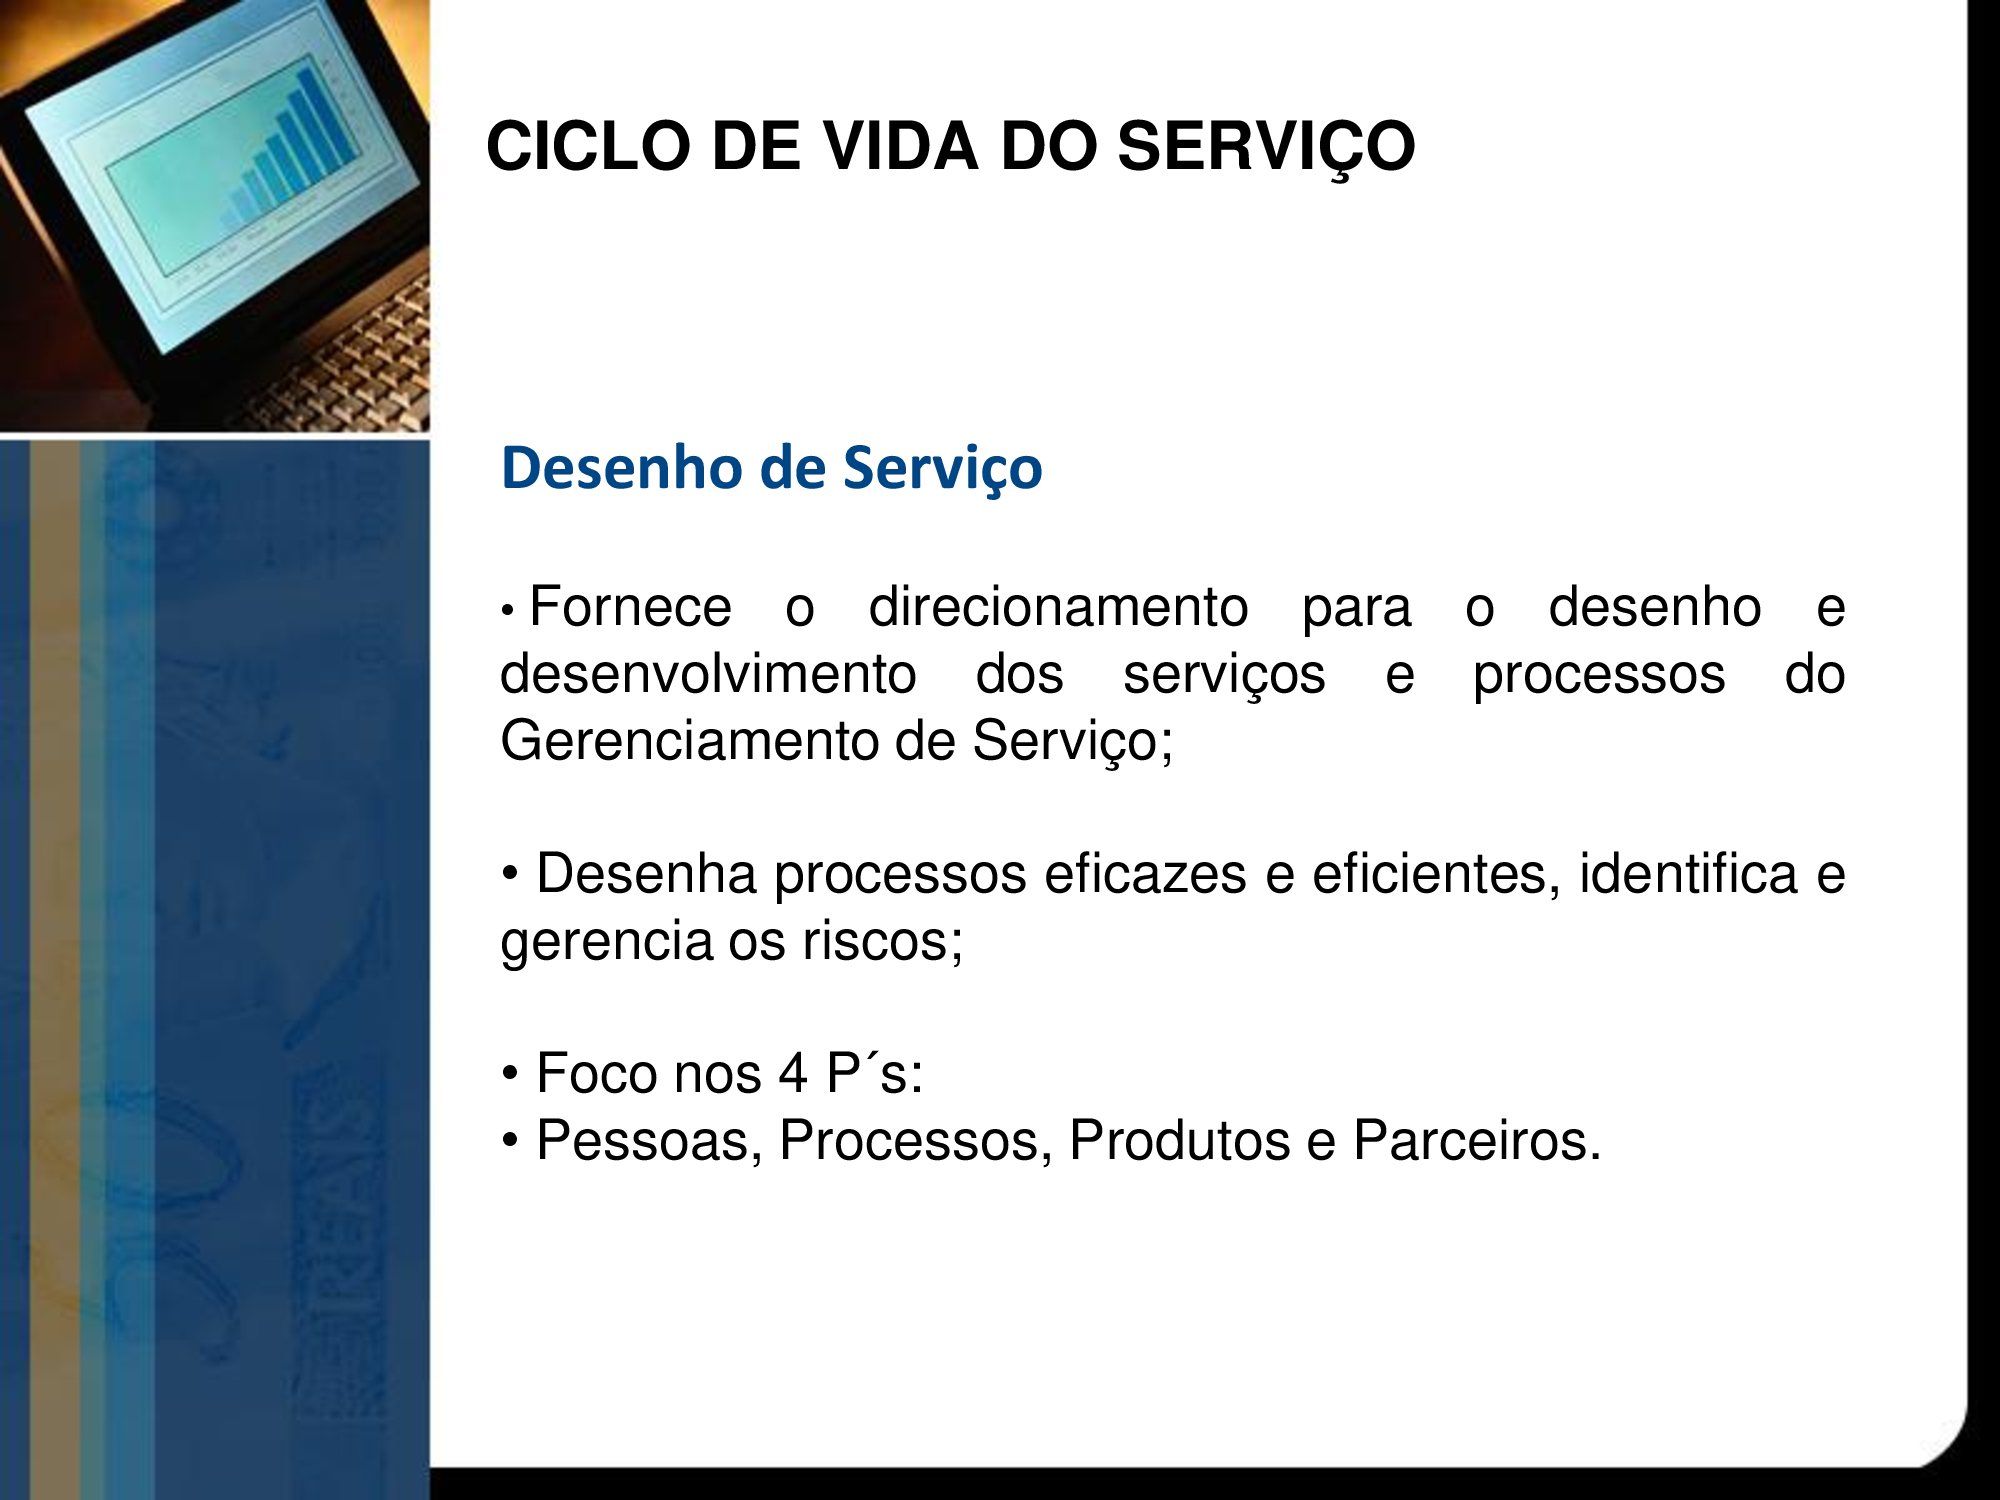 CICLO DE VIDA DO SERVIÇO
Desenho de Serviço
• Fornece o direcionamento para o desenho e
desenvolvimento dos serviços e processos do
Gerenciamento de Serviço;
• Desenha processos eficazes e eficientes, identifica e
gerencia os riscos;
• Foco nos 4 P´s:
• Pessoas, Processos, Produtos e Parceiros.
REAIS